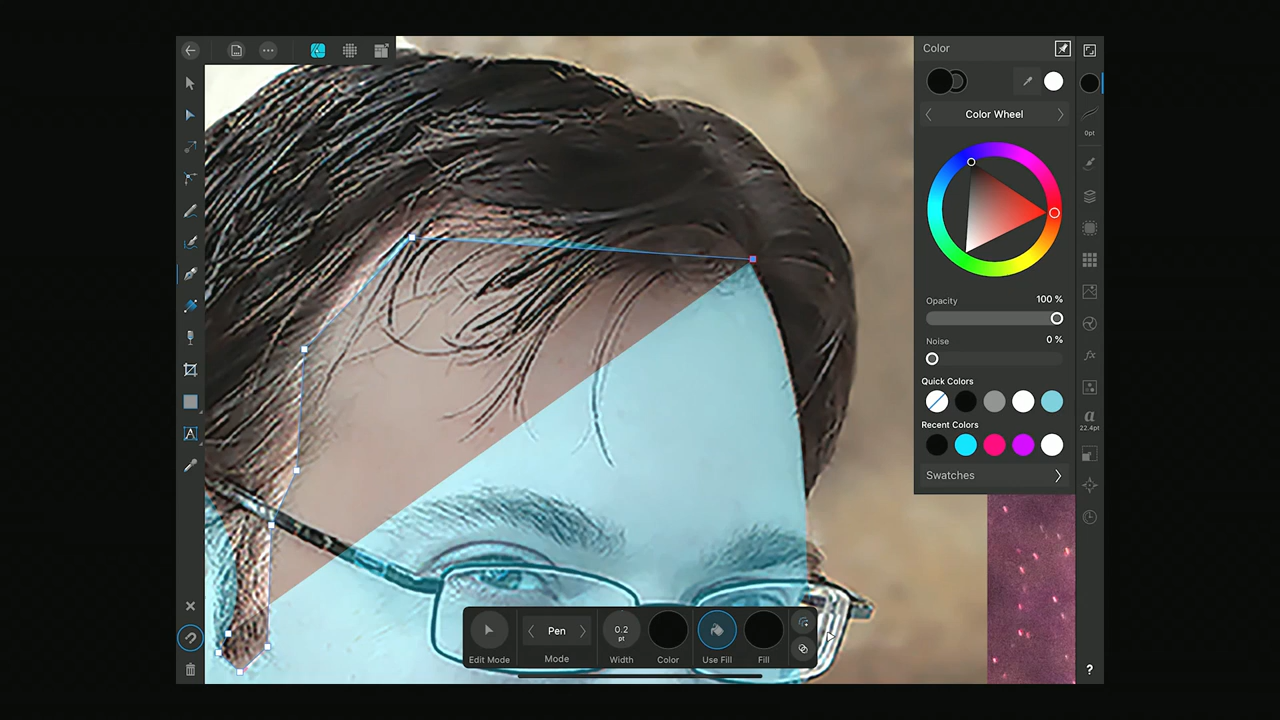 Color
Color Wheel
0pt
Opacity
100 %
Noise
0 %
Quick Colors
Recent Colors
a
22.4pt
fx
Swatches
A
0.2
pt
Pen
Edit Mode
Mode
Width
Color
Use Fill
Fill
?